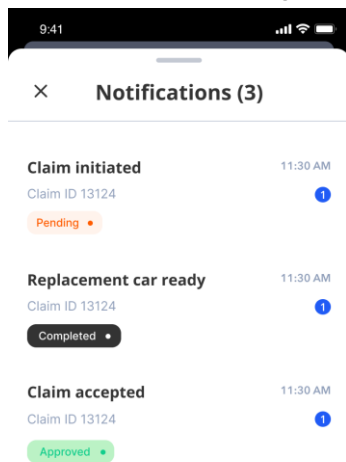 9:41
Notifications (3)
Claim initiated 11:30 AM
Claim ID 13124 1
Pending
Replacement car ready 11:30 AM
Claim ID 13124 1
Completed
Claim accepted 11:30 AM
Claim ID 13124 1
Approved